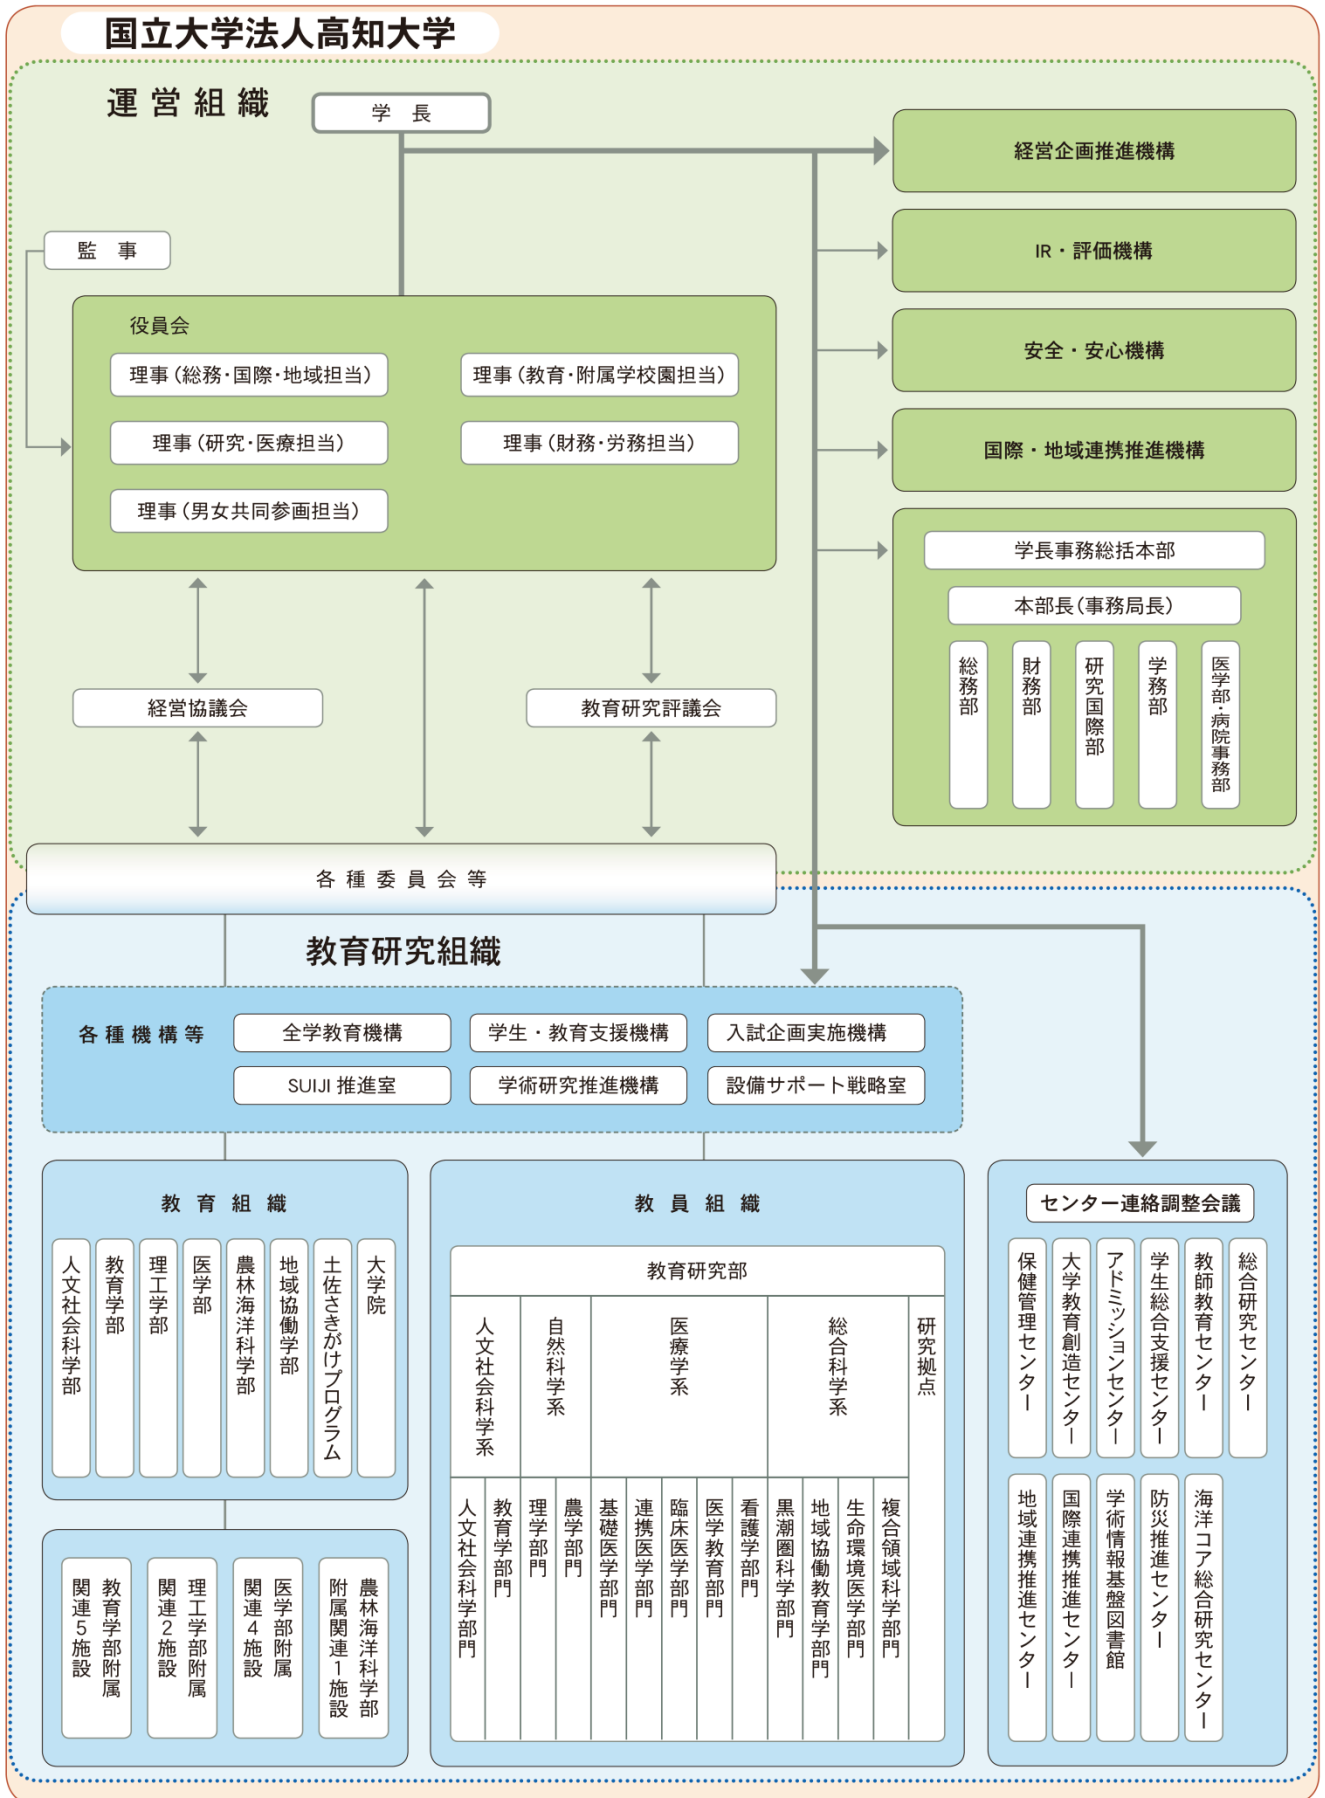 国立大学法人高知大学
運営組織
学　長
監　事
役員会
理事（総務・国際・地域担当）
理事（教育・附属学校園担当）
理事（研究・医療担当）
理事（財務・労務担当）
理事（男女共同参画担当）
経営協議会
教育研究評議会
各種委員会等
経営企画推進機構
IR・評価機構
安全・安心機構
国際・地域連携推進機構
学長事務総括本部
本部長（事務局長）
総務部
財務部
研究国際部
学務部
医学部・病院事務部
教育研究組織
各種機構等
全学教育機構
学生・教育支援機構
入試企画実施機構
SUIJI 推進室
学術研究推進機構
設備サポート戦略室
教育組織
人文社会科学部
教育学部
理工学部
医学部
農林海洋科学部
地域協働学部
土佐さきがけプログラム
大学院
教育学部附属
関連５施設
理工学部附属
関連２施設
医学部附属
関連４施設
農林海洋科学部
附属関連１施設
教員組織
教育研究部
人文社会科学系
自然科学系
医療学系
総合科学系
研究拠点
人文社会科学部門
教育学部門
理学部門
農学部門
基礎医学部門
連携医学部門
臨床医学部門
医学教育部門
看護学部門
黒潮圏科学部門
地域協働教育学部門
生命環境医学部門
複合領域科学部門
センター連絡調整会議
保健管理センター
大学教育創造センター
アドミッションセンター
学生総合支援センター
教師教育センター
総合研究センター
地域連携推進センター
国際連携推進センター
学術情報基盤図書館
防災推進センター
海洋コア総合研究センター